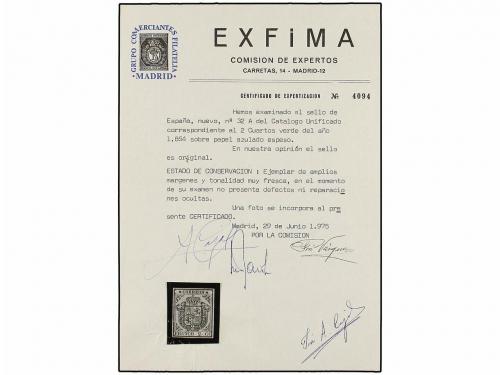 GRUPO COMERCIANTES FILATELIA
MADRID
EXFiMA
COMISION DE EXPERTOS
CARRETAS, 14 - MADRID-12
CERTIFICADO DE EXPERTIZACION Nº 4094
Hemos examinado el sello de
España, nuevo, nº 32 A del Catalogo Unificado
correspondiente al 2 Cuartos verde del año
1.854 sobre papel azulado espeso.
En nuestra opinión el sello
es original.
ESTADO DE CONSERVACION : Ejemplar de amplios
margenes y tonalidad muy fresca, en el momento
de su examen no presenta defectos ni reparacio
nes ocultas.
Una foto se incorpora al pre
sente CERTIFICADO.
Madrid, 29 de Junio 1.975
POR LA COMISION